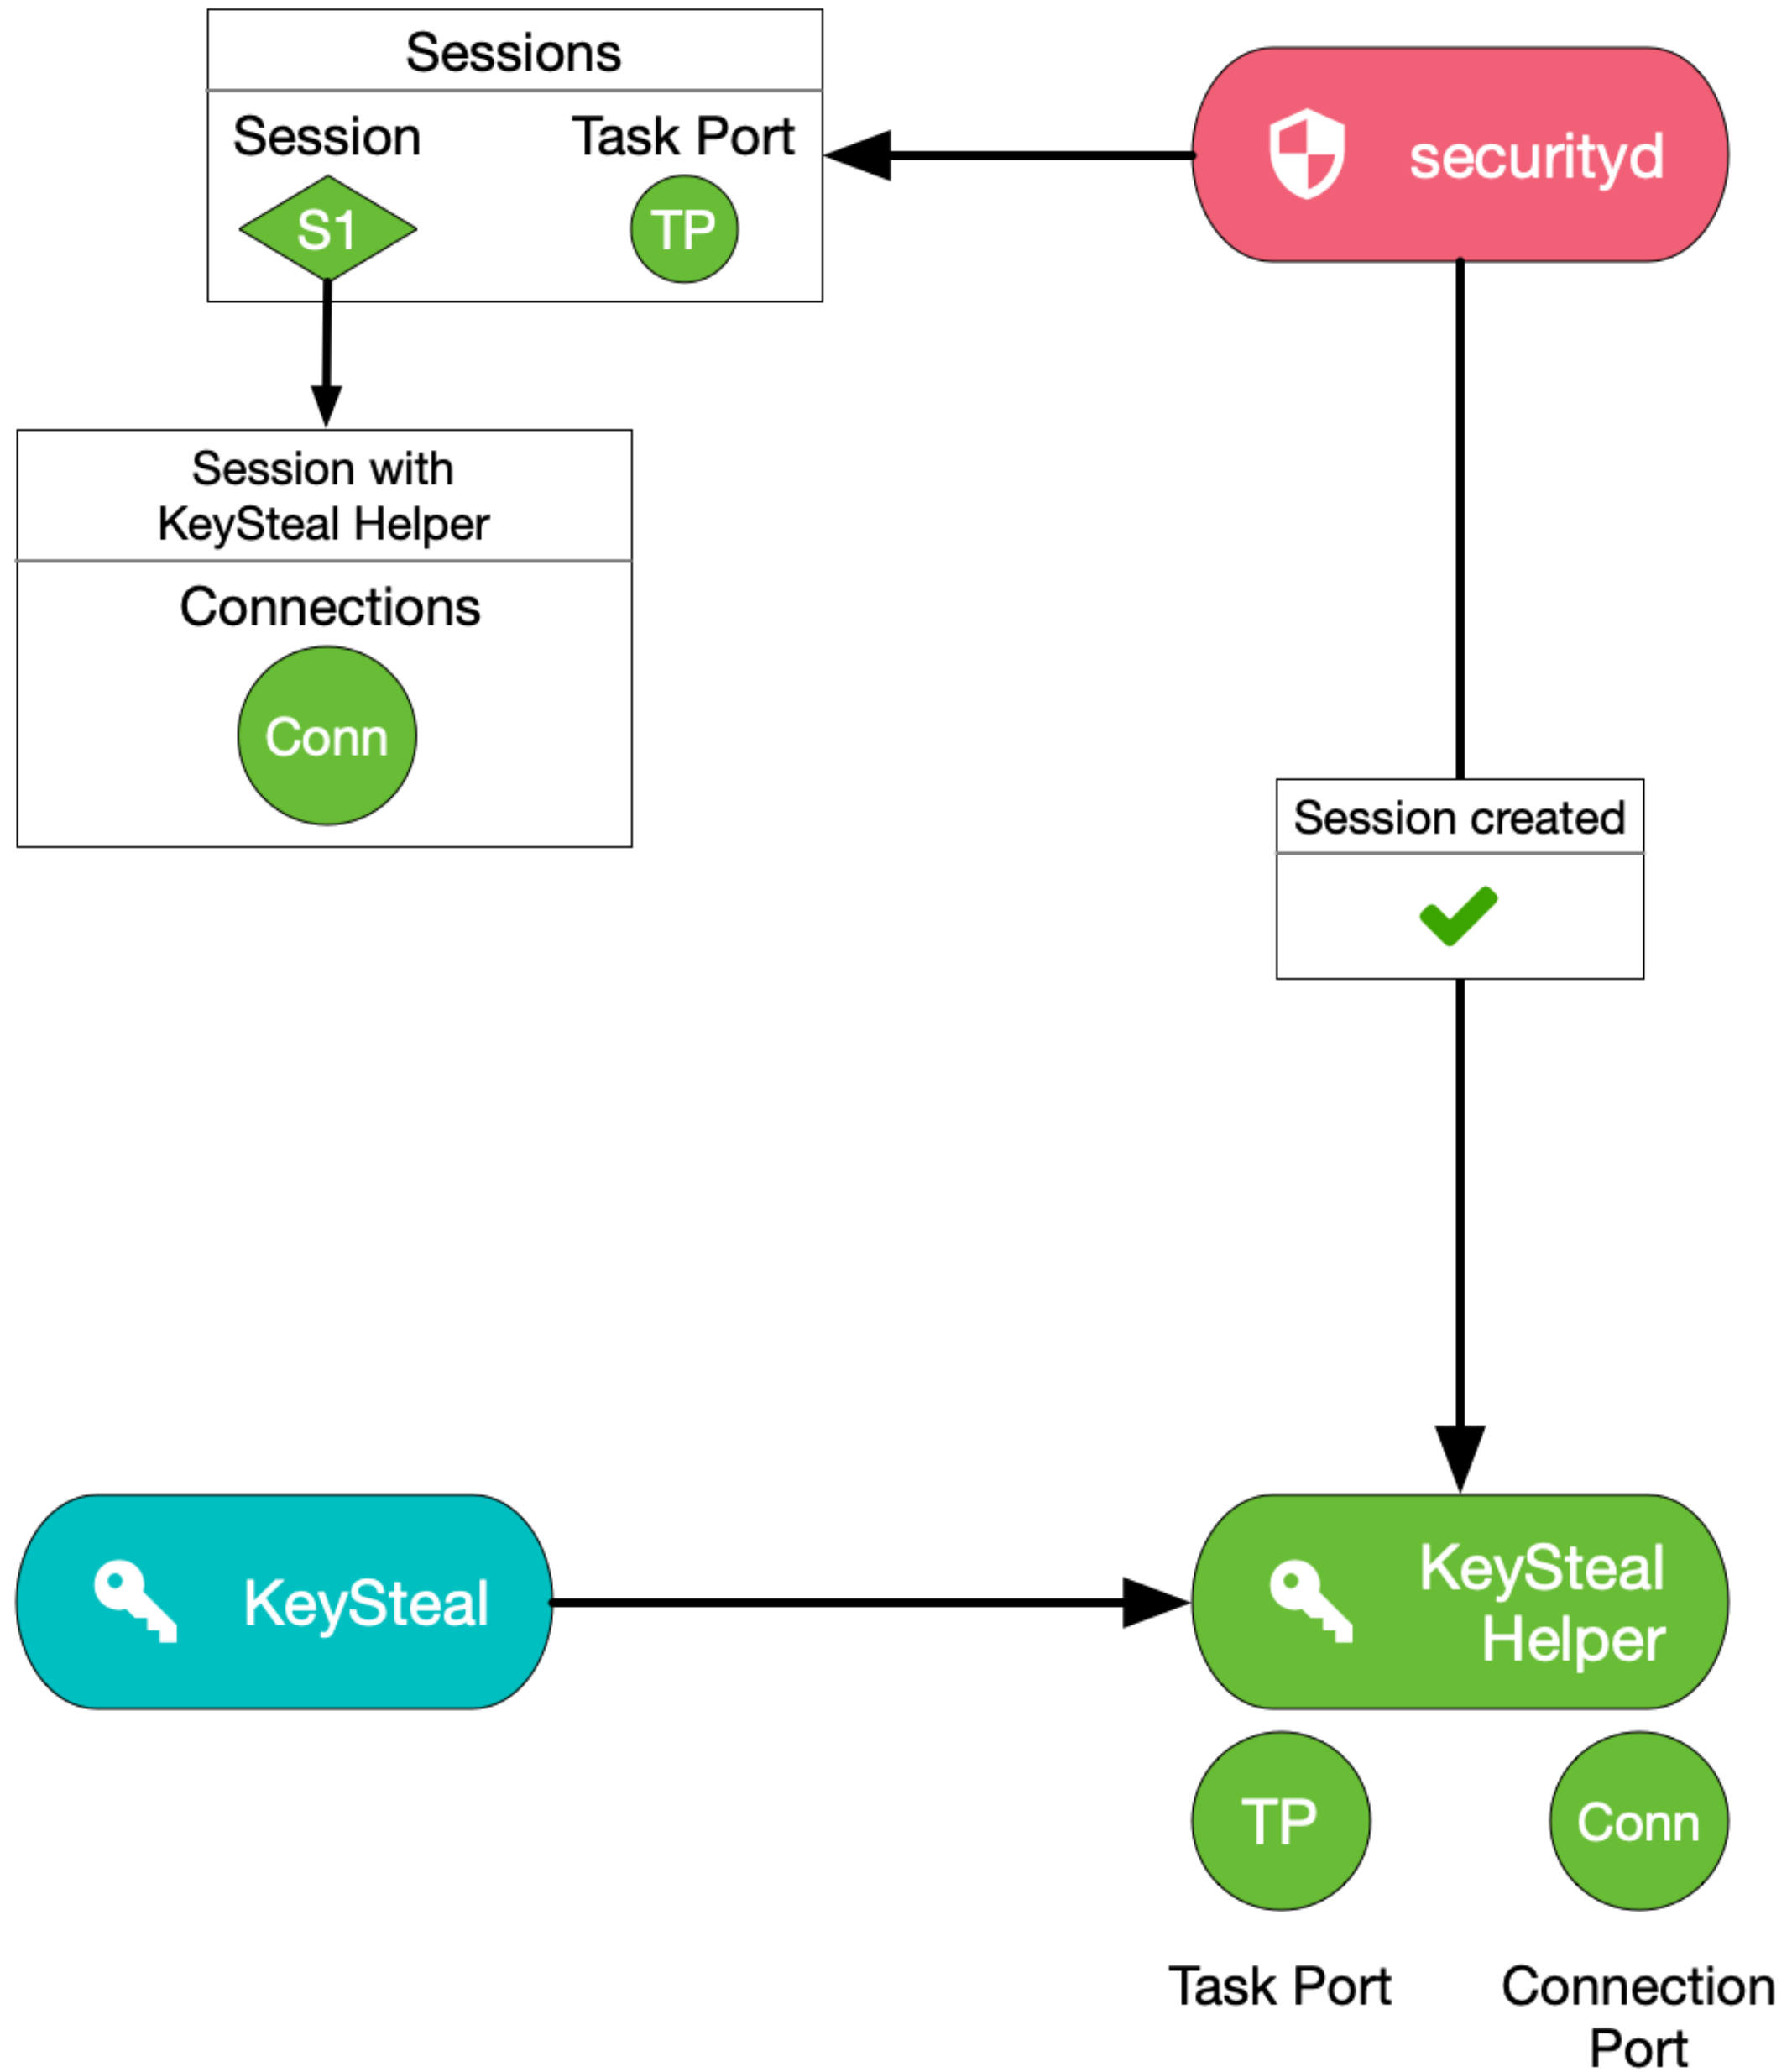 Sessions
Session
Task Port
S1
TP
securityd
Session with
KeySteal Helper
Connections
Conn
Session created
KeySteal
KeySteal
Helper
TP
Conn
Task Port
Connection
Port